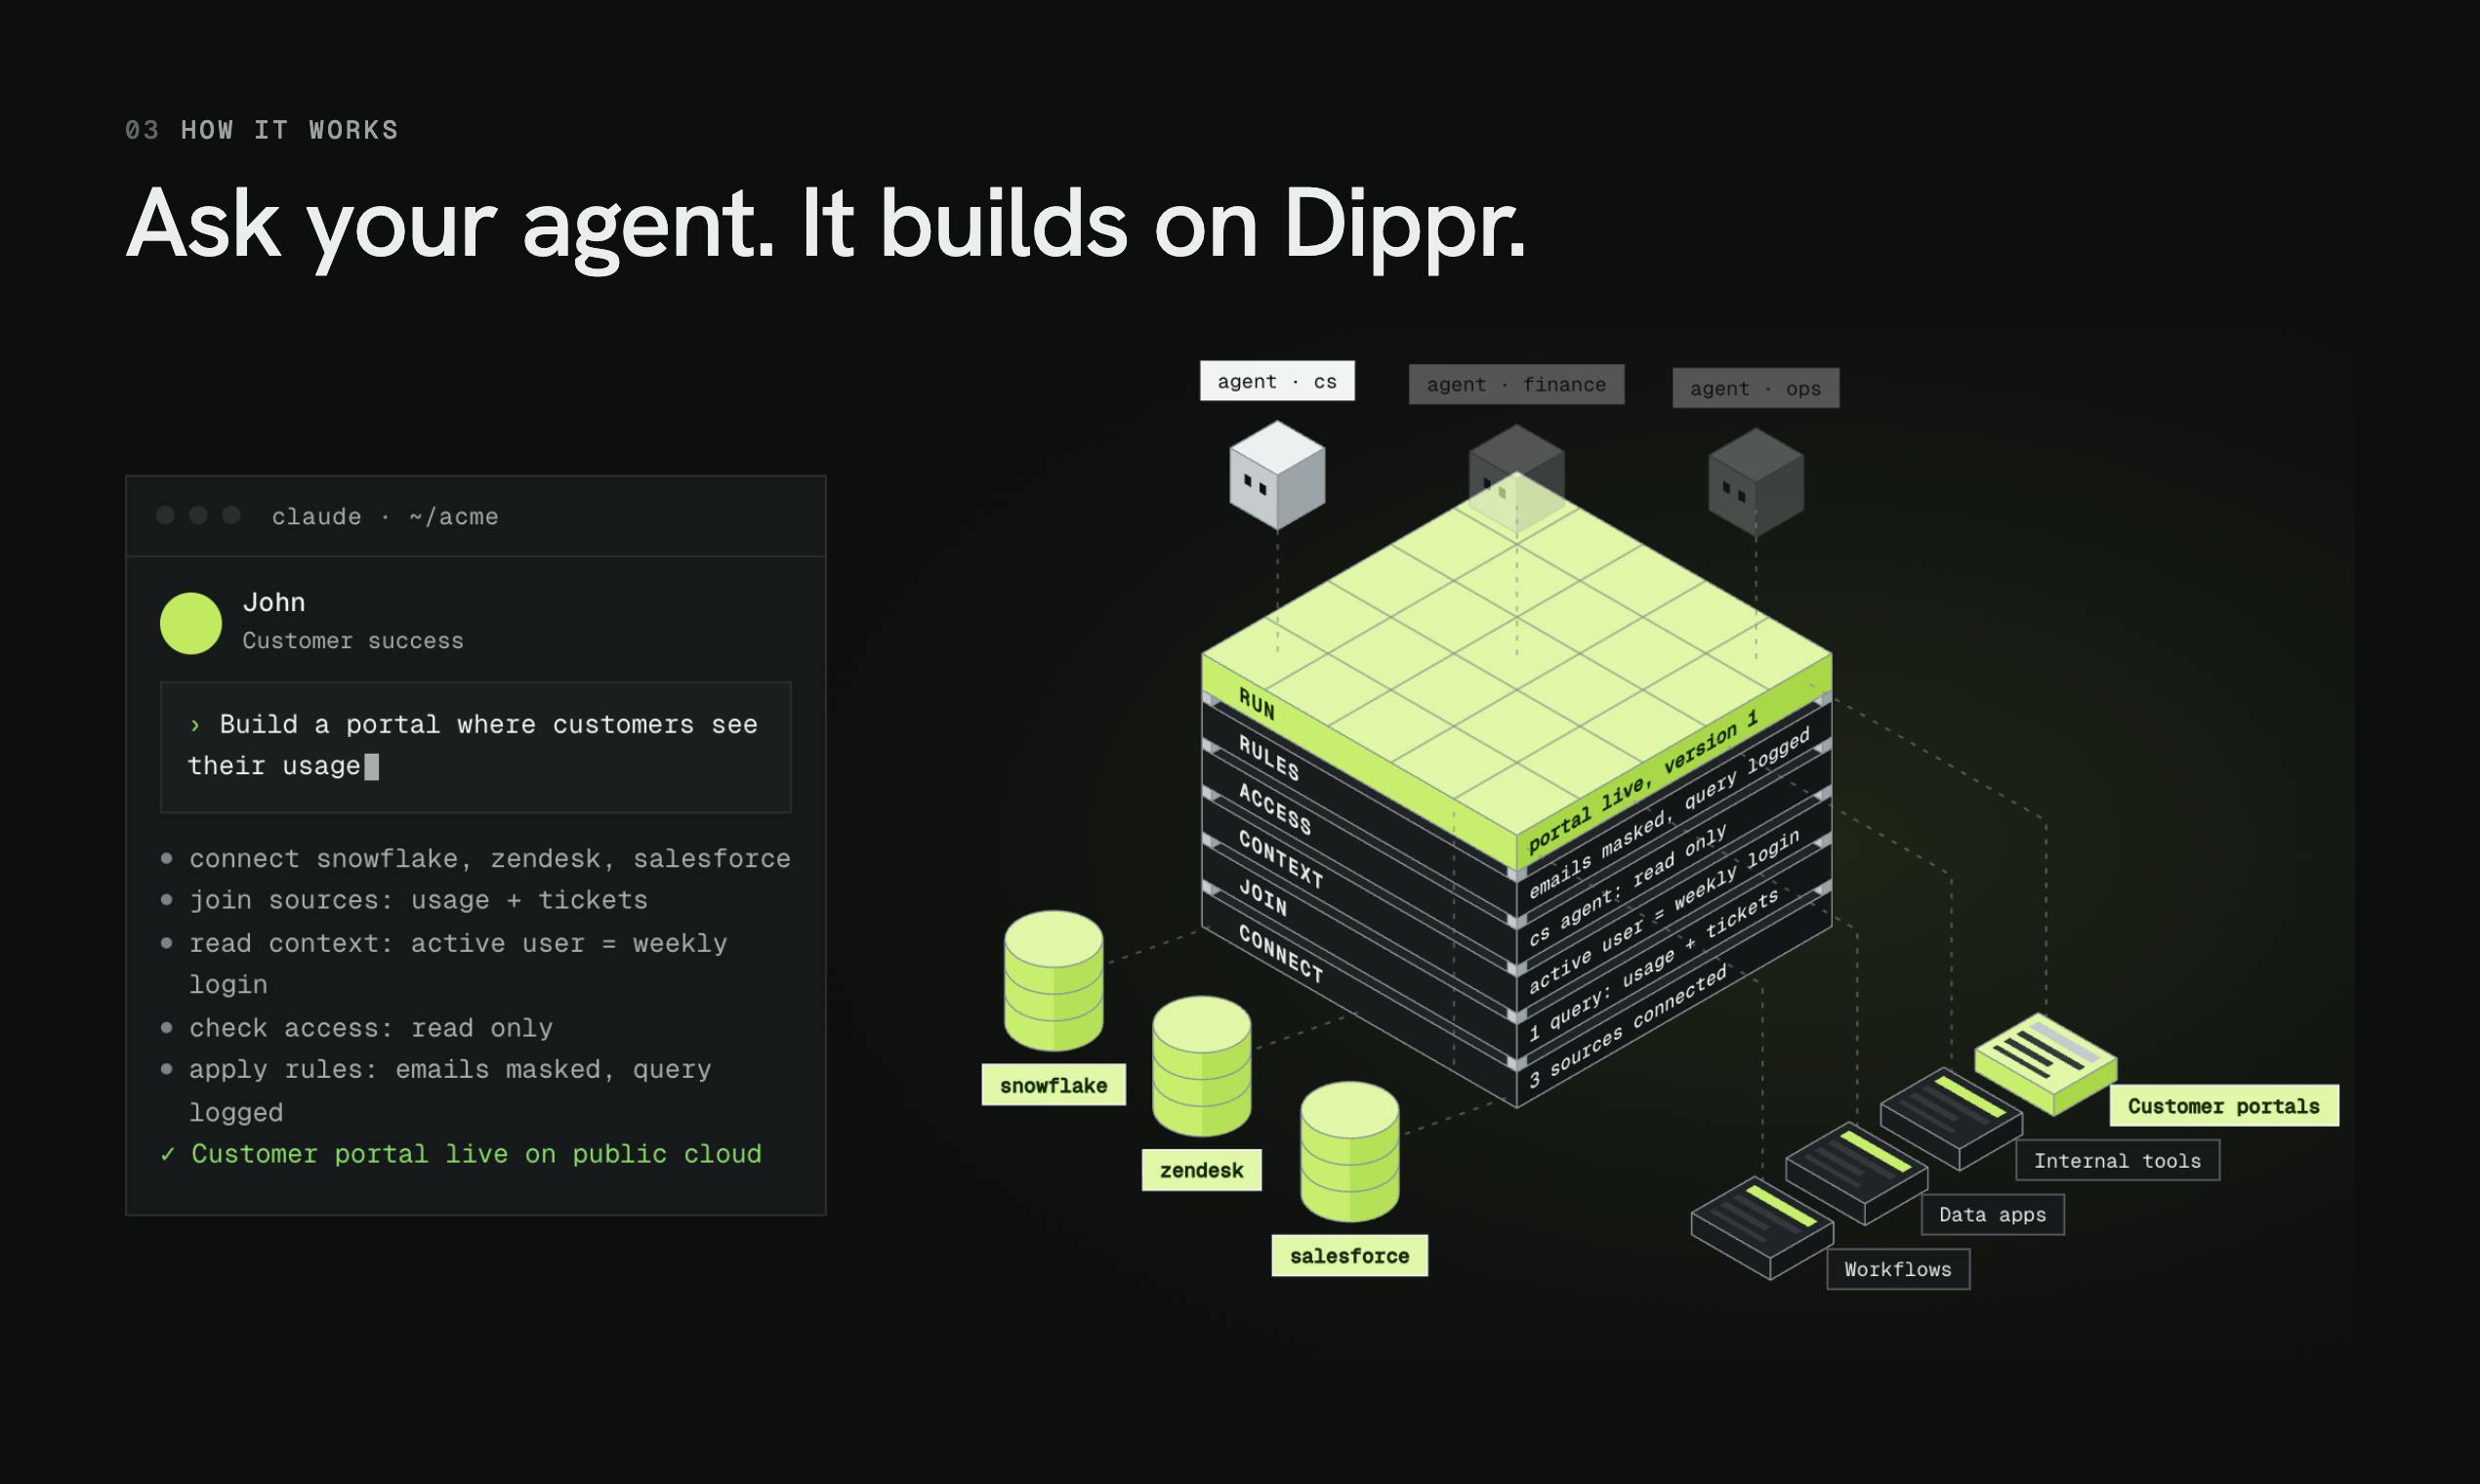 03 HOW IT WORKS
Ask your agent. It builds on Dippr.
claude · ~/acme
John
Customer success
› Build a portal where customers see
their usage
● connect snowflake, zendesk, salesforce
● join sources: usage + tickets
● read context: active user = weekly
login
● check access: read only
● apply rules: emails masked, query
logged
✓ Customer portal live on public cloud
agent · cs
agent · finance
agent · ops
RUN
portal live, version 1
RULES
emails masked, query logged
ACCESS
cs agent: read only
CONTEXT
active user = weekly login
JOIN
1 query: usage + tickets
CONNECT
3 sources connected
snowflake
zendesk
salesforce
Customer portals
Internal tools
Data apps
Workflows